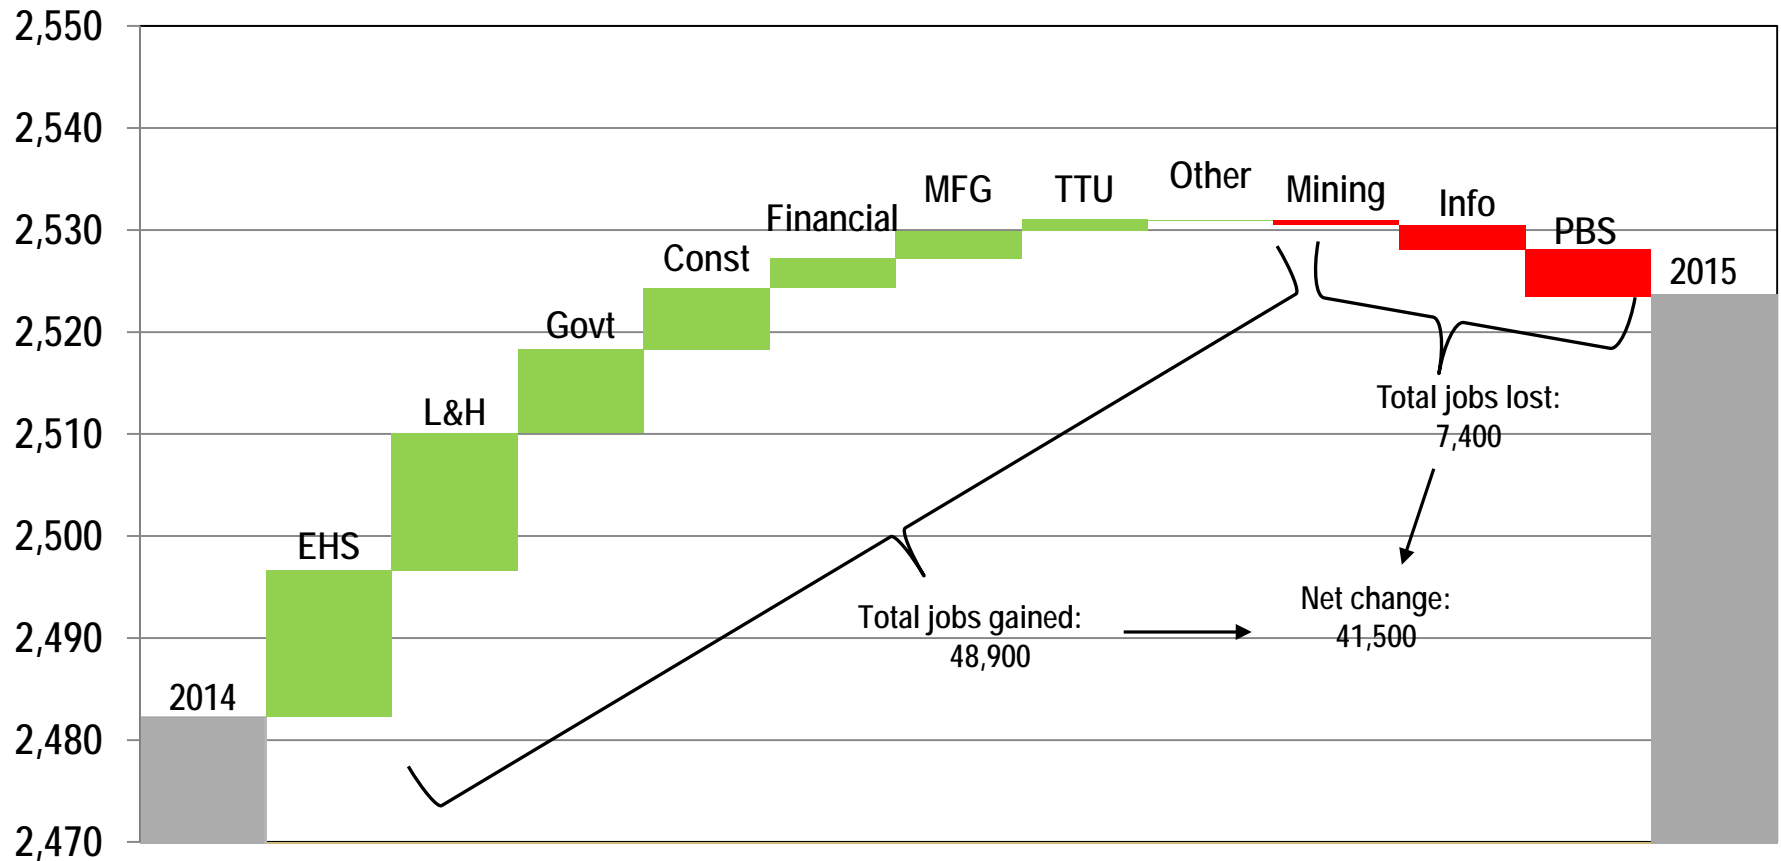 2,550
2,540
2,530
2,520
2,510
2,500
2,490
2,480
2,470
2014
EHS
L&H
Govt
Const
Financial
MFG
TTU
Other
Mining
Info
PBS
2015
Total jobs lost:
7,400
Total jobs gained:
48,900
Net change:
41,500